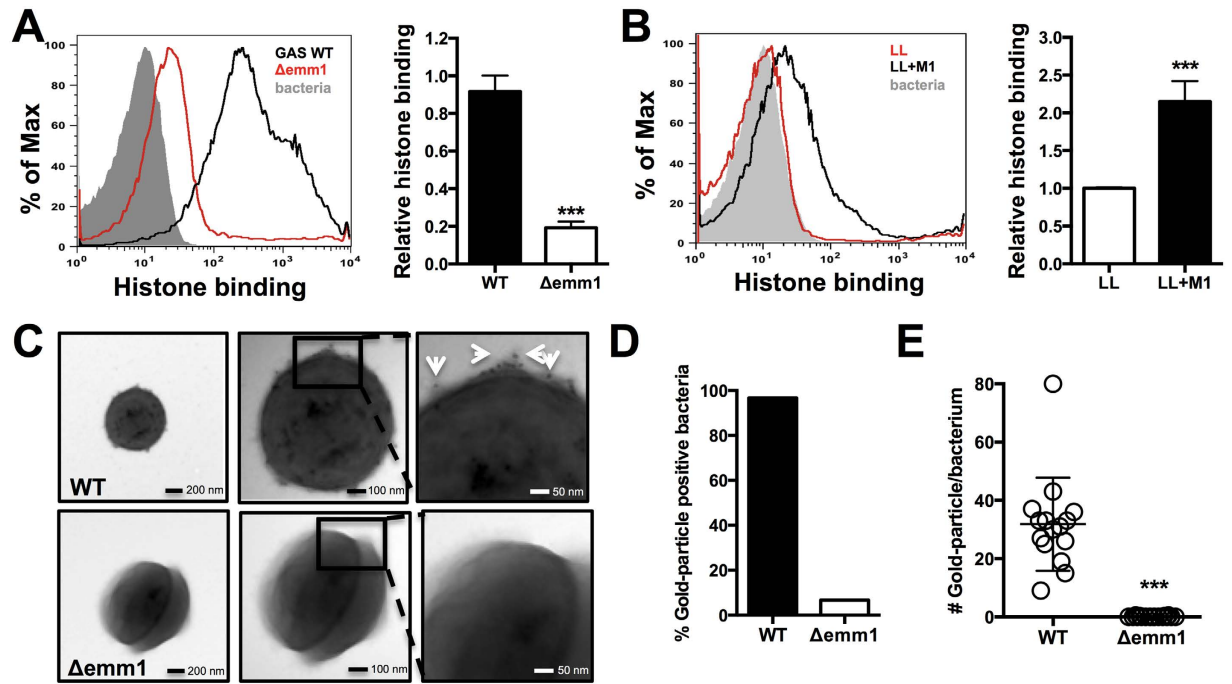 A
% of Max
100
80
60
40
20
0
10⁰
10¹
10²
10³
10⁴
GAS WT
Δemm1
bacteria
Histone binding
Relative histone binding
1.2
1.0
0.8
0.6
0.4
0.2
0.0
***
WT
Δemm1
B
% of Max
100
80
60
40
20
0
10⁰
10¹
10²
10³
10⁴
LL
LL+M1
bacteria
Histone binding
Relative histone binding
3.0
2.5
2.0
1.5
1.0
0.5
0.0
***
LL
LL+M1
C
WT
200 nm
100 nm
50 nm
Δemm1
200 nm
100 nm
50 nm
D
% Gold-particle positive bacteria
100
80
60
40
20
0
WT
Δemm1
E
# Gold-particle/bacterium
80
60
40
20
0
***
WT
Δemm1